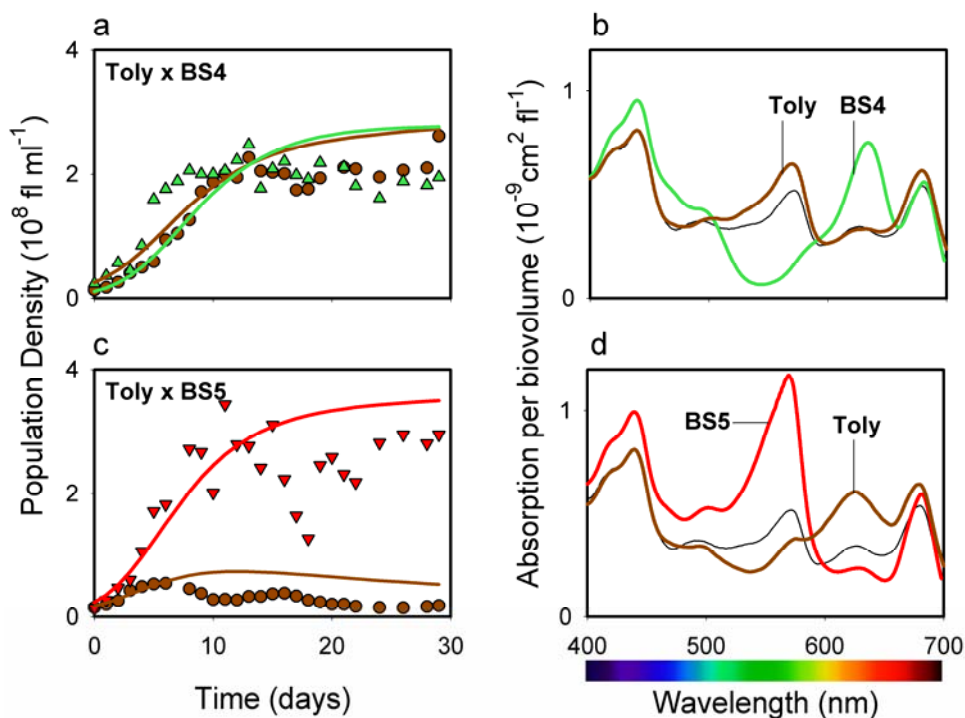 a
b
4
Toly x BS4
2
0
1
Toly
BS4
0
c
d
4
Toly x BS5
2
0
0
10
20
30
1
BS5
Toly
0
400
500
600
700
Population Density (10⁸ fl ml⁻¹)
Absorption per biovolume (10⁻⁹ cm² fl⁻¹)
Time (days)
Wavelength (nm)